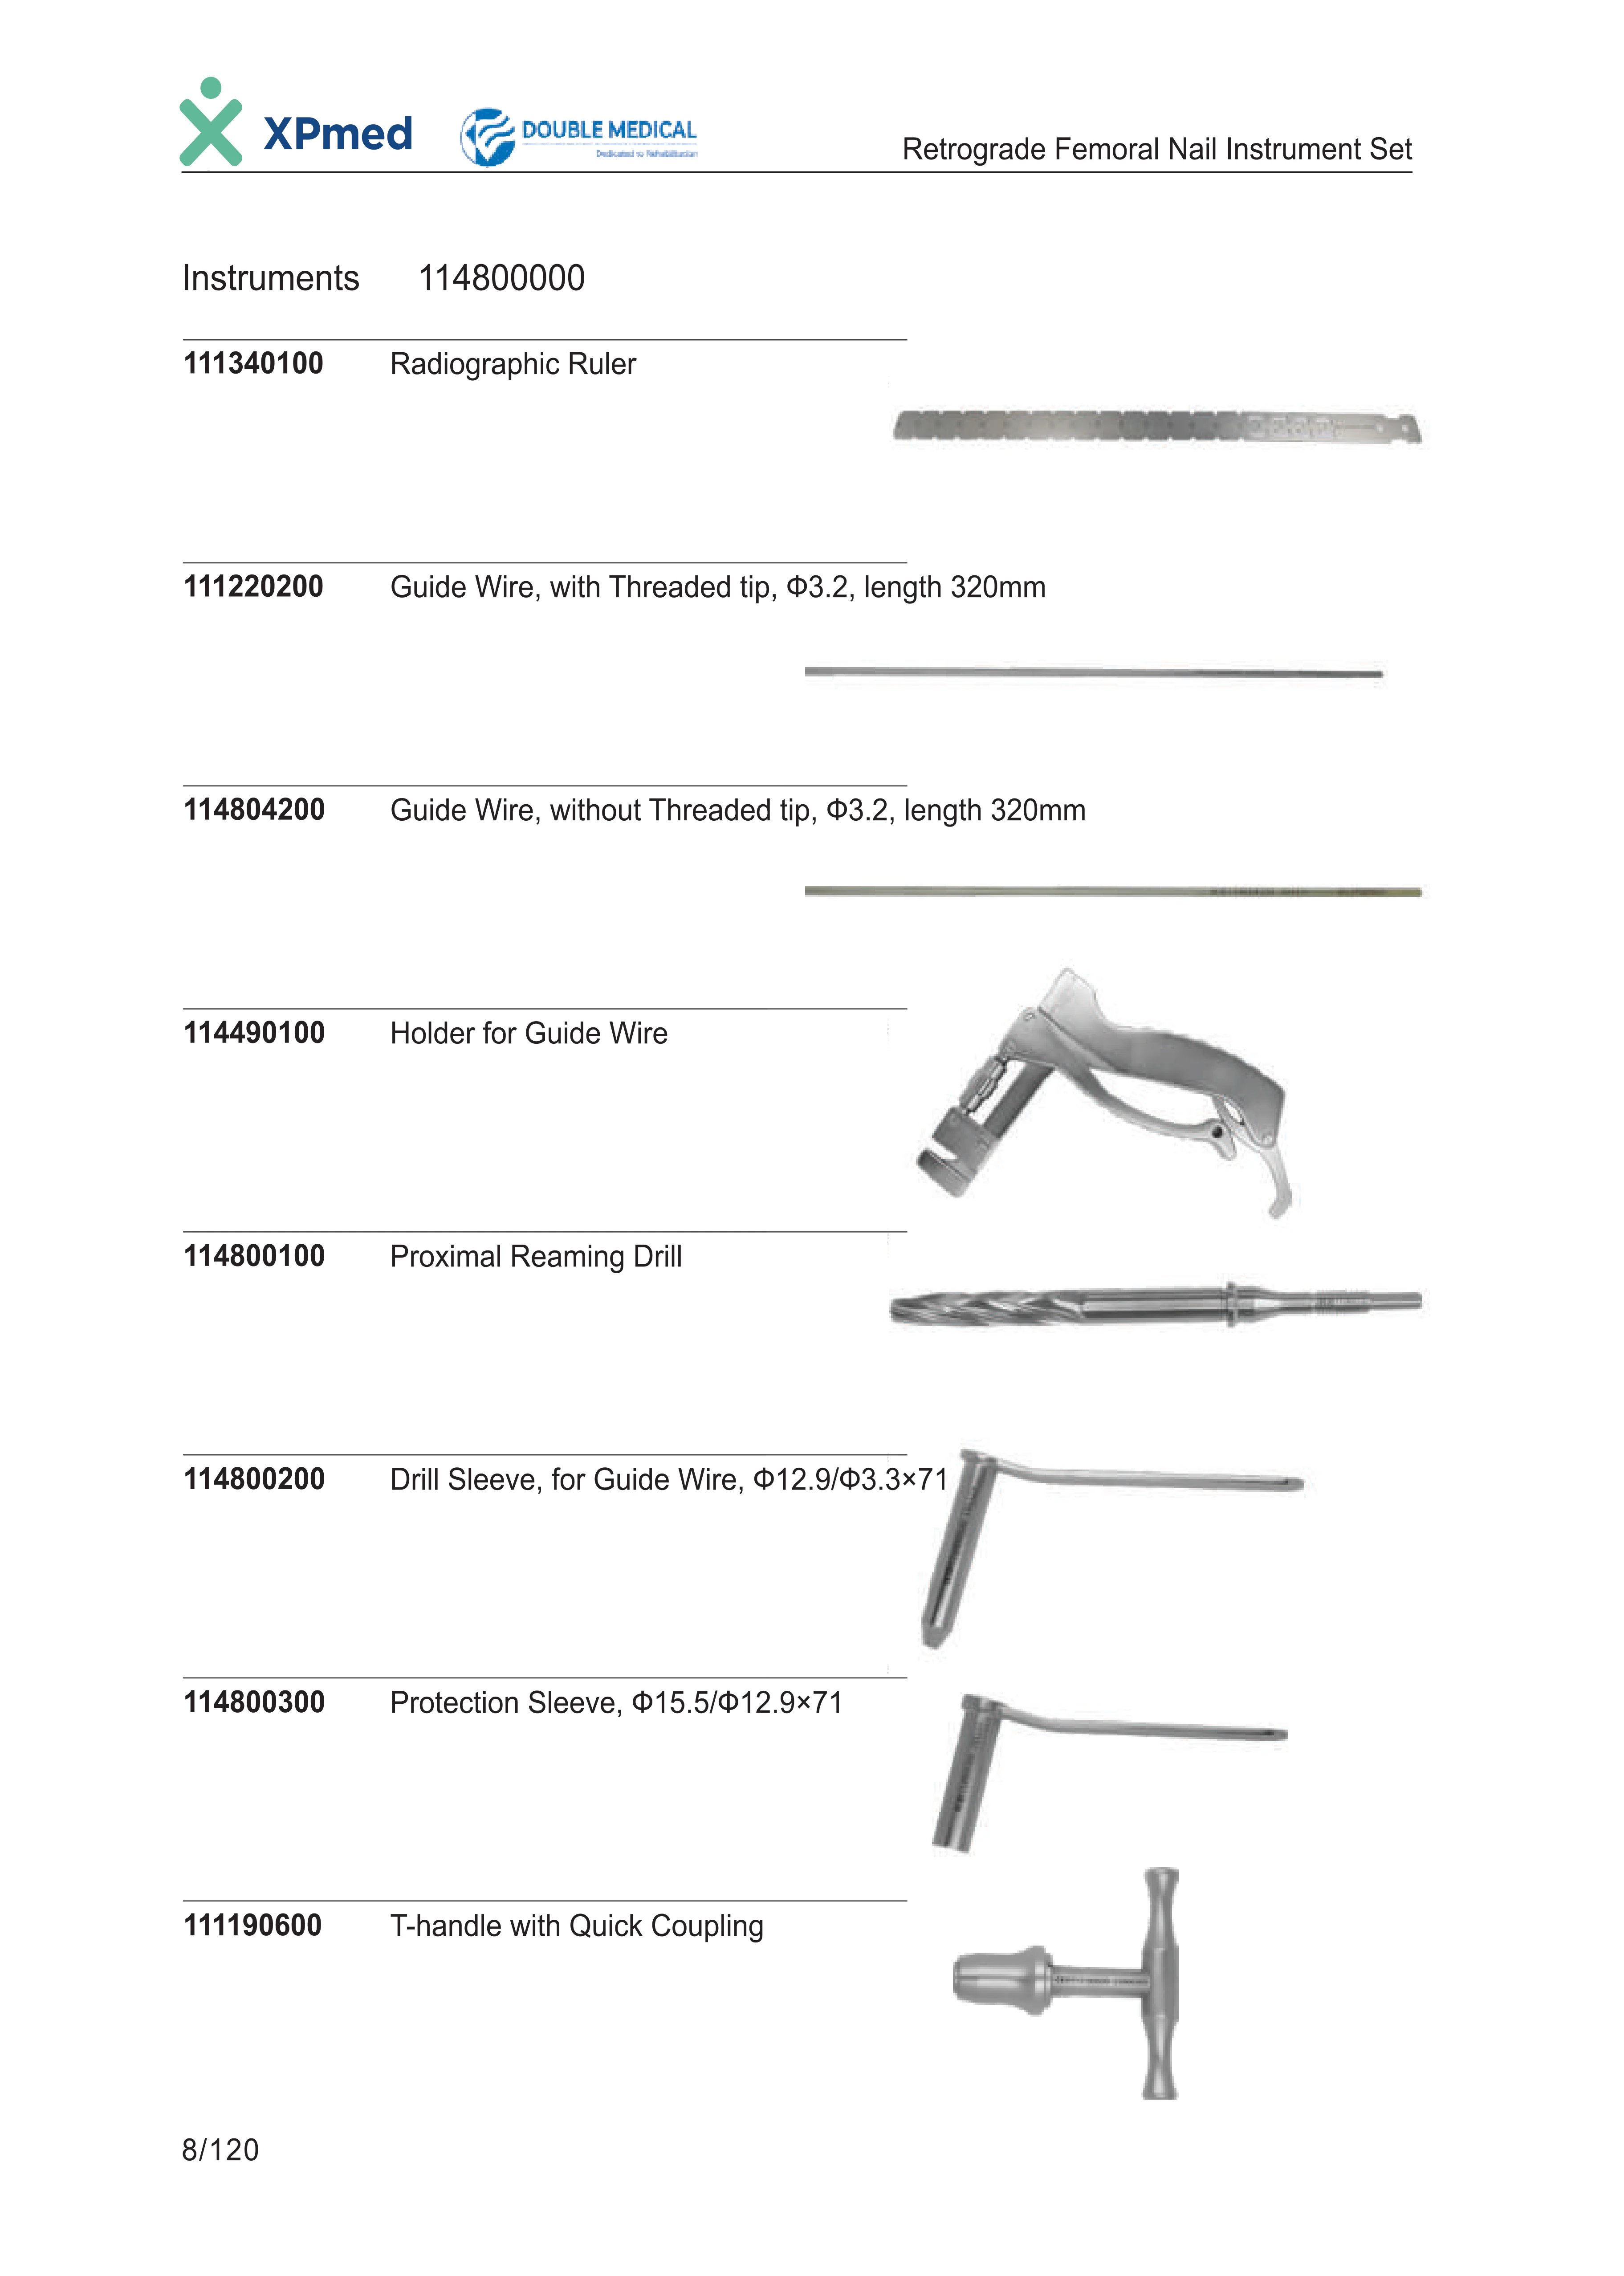 XPmed
DOUBLE MEDICAL
Dedicated to Rehabilitation
Retrograde Femoral Nail Instrument Set
Instruments 114800000
111340100 Radiographic Ruler
111220200 Guide Wire, with Threaded tip, Φ3.2, length 320mm
114804200 Guide Wire, without Threaded tip, Φ3.2, length 320mm
114490100 Holder for Guide Wire
114800100 Proximal Reaming Drill
114800200 Drill Sleeve, for Guide Wire, Φ12.9/Φ3.3×71
114800300 Protection Sleeve, Φ15.5/Φ12.9×71
111190600 T-handle with Quick Coupling
8/120